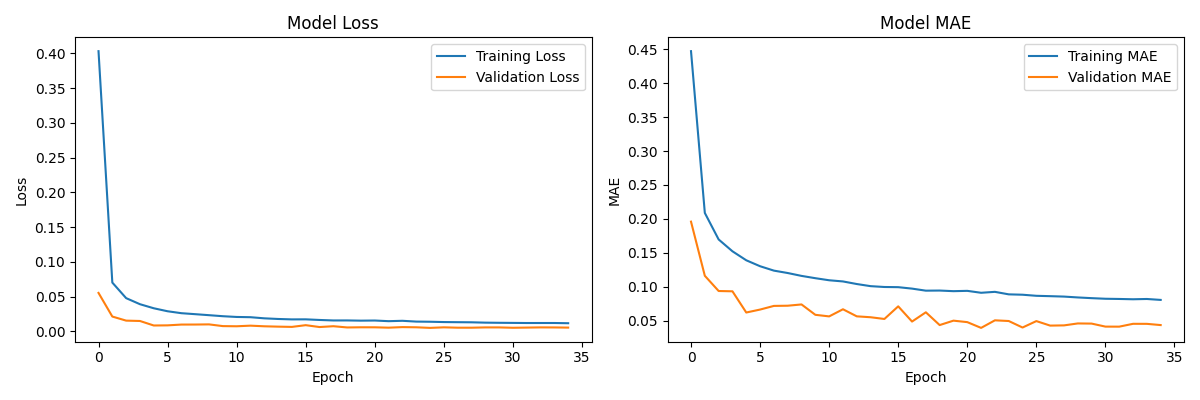 Model Loss
Loss
0.40
0.35
0.30
0.25
0.20
0.15
0.10
0.05
0.00
Training Loss
Validation Loss
0 5 10 15 20 25 30 35
Epoch
Model MAE
MAE
0.45
0.40
0.35
0.30
0.25
0.20
0.15
0.10
0.05
Training MAE
Validation MAE
0 5 10 15 20 25 30 35
Epoch